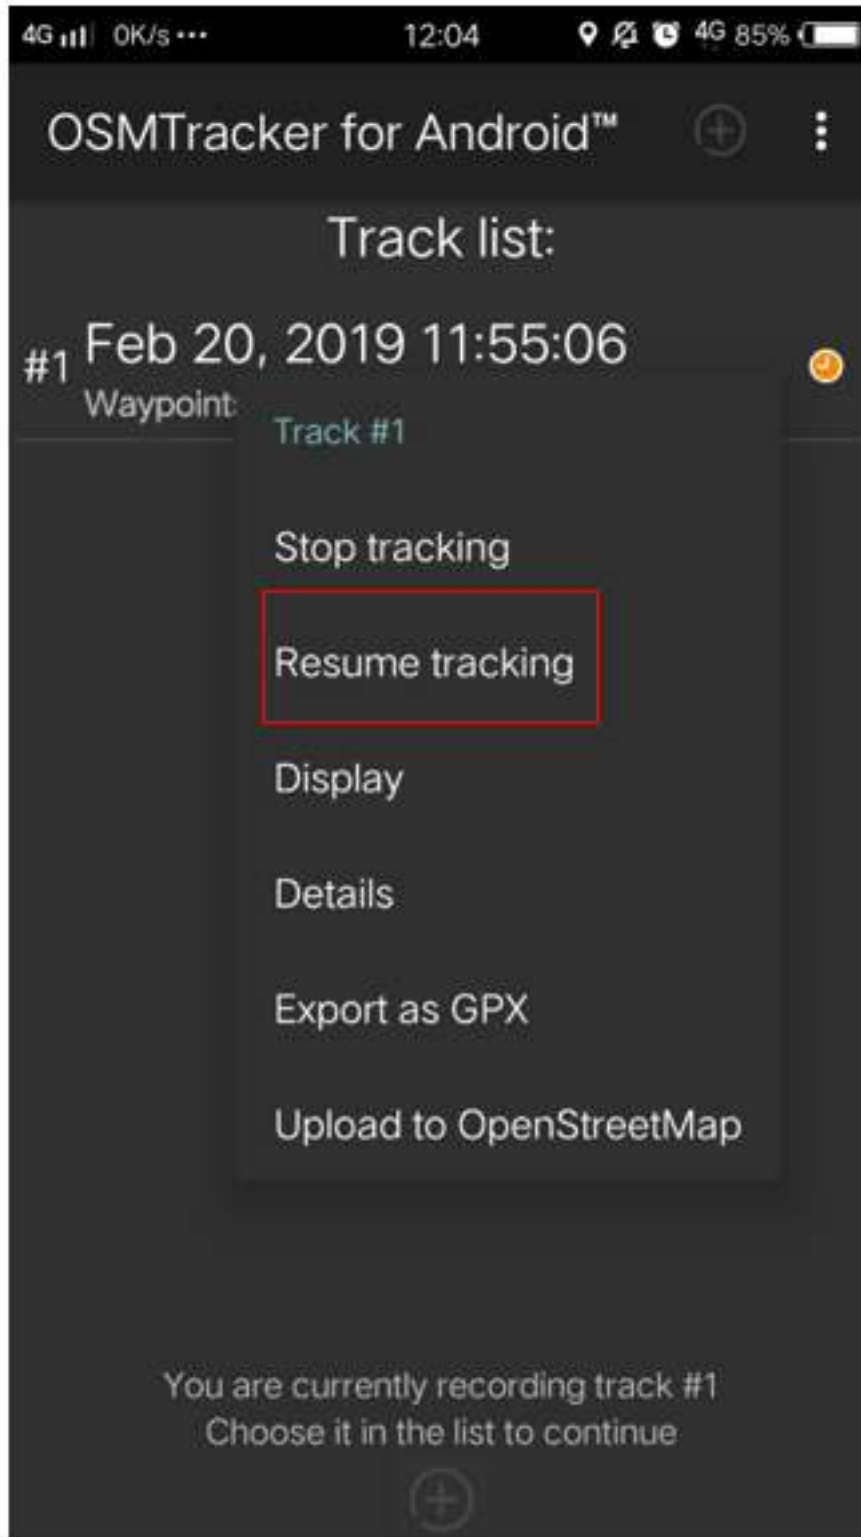 4G 0K/s ••• 12:04 4G 85%
OSMTracker for Android™
Track list:
#1 Feb 20, 2019 11:55:06
Waypoint
Track #1
Stop tracking
Resume tracking
Display
Details
Export as GPX
Upload to OpenStreetMap
You are currently recording track #1
Choose it in the list to continue